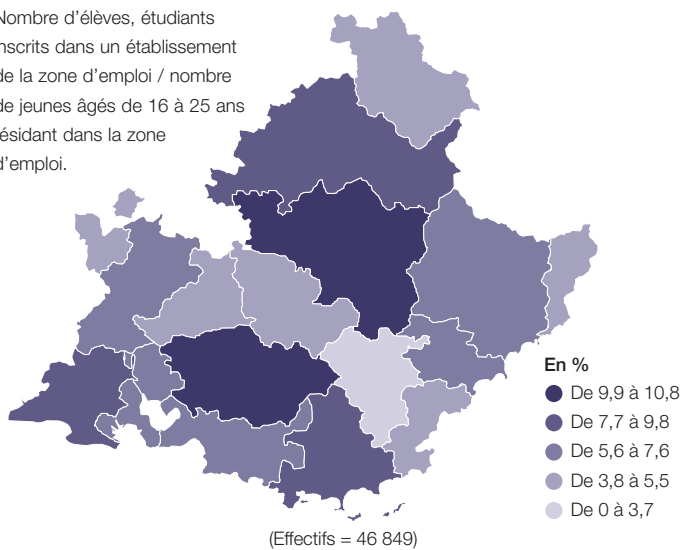 Nombre d'élèves, étudiants
inscrits dans un établissement
de la zone d'emploi / nombre
de jeunes âgés de 16 à 25 ans
résidant dans la zone
d'emploi.
En %
De 9,9 à 10,8
De 7,7 à 9,8
De 5,6 à 7,6
De 3,8 à 5,5
De 0 à 3,7
(Effectifs = 46 849)